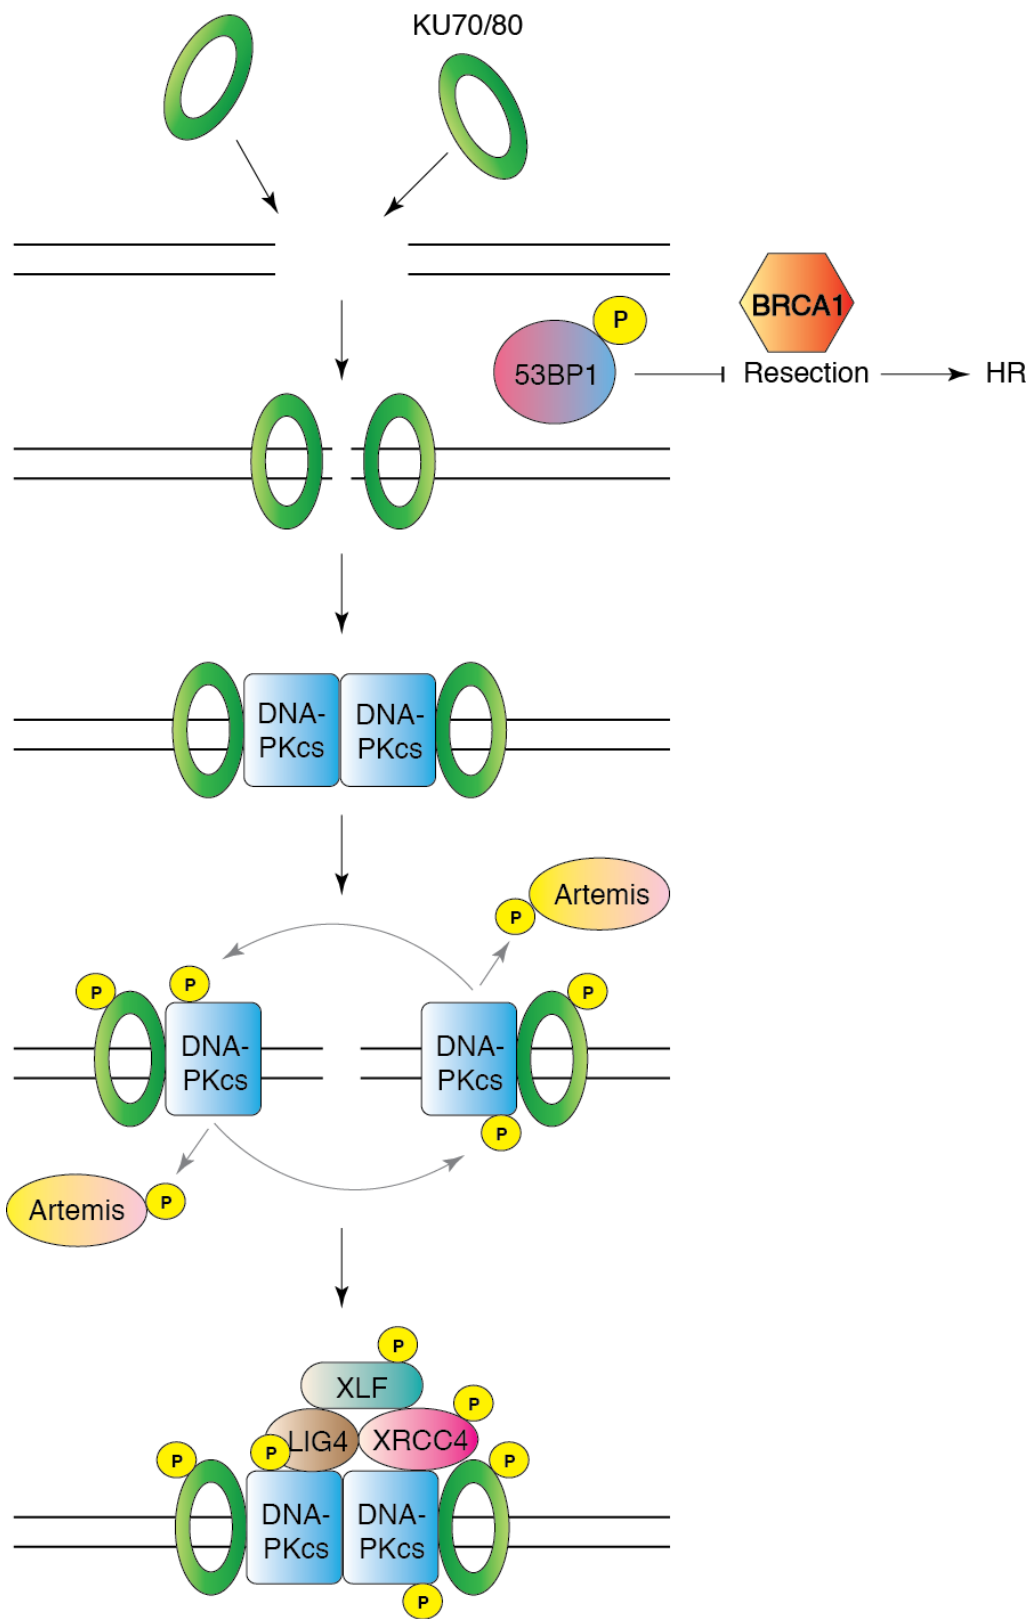 KU70/80
BRCA1
P
53BP1
Resection
HR
DNA-
PKcs
DNA-
PKcs
Artemis
P
P
P
P
DNA-
PKcs
DNA-
PKcs
P
Artemis
P
P
XLF
P
LIG4
XRCC4
P
P
P
DNA-
PKcs
DNA-
PKcs
P